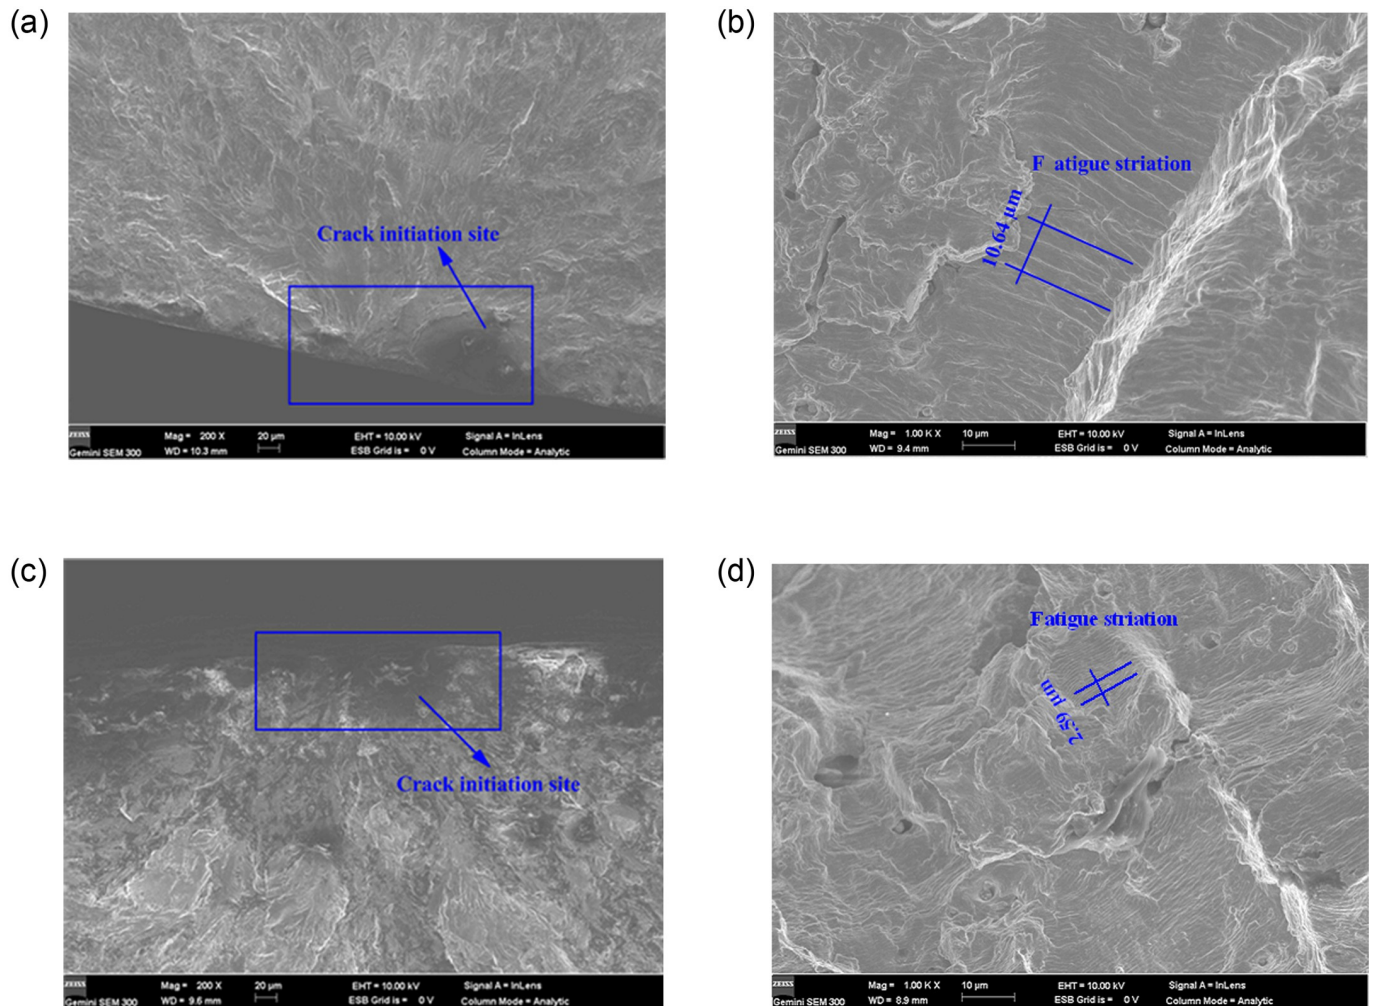 (a)
Crack initiation site
ZEISS
Gemini SEM 300
Mag = 200 X
WD = 10.3 mm
20 µm
EHT = 10.00 kV
ESB Grid is = 0 V
Signal A = InLens
Column Mode = Analytic
(b)
F atigue striation
10.64 µm
ZEISS
Gemini SEM 300
Mag = 1.00 K X
WD = 9.4 mm
10 µm
EHT = 10.00 kV
ESB Grid is = 0 V
Signal A = InLens
Column Mode = Analytic
(c)
Crack initiation site
ZEISS
Gemini SEM 300
Mag = 200 X
WD = 9.6 mm
20 µm
EHT = 10.00 kV
ESB Grid is = 0 V
Signal A = InLens
Column Mode = Analytic
(d)
Fatigue striation
2.59 µm
ZEISS
Gemini SEM 300
Mag = 1.00 K X
WD = 8.9 mm
10 µm
EHT = 10.00 kV
ESB Grid is = 0 V
Signal A = InLens
Column Mode = Analytic